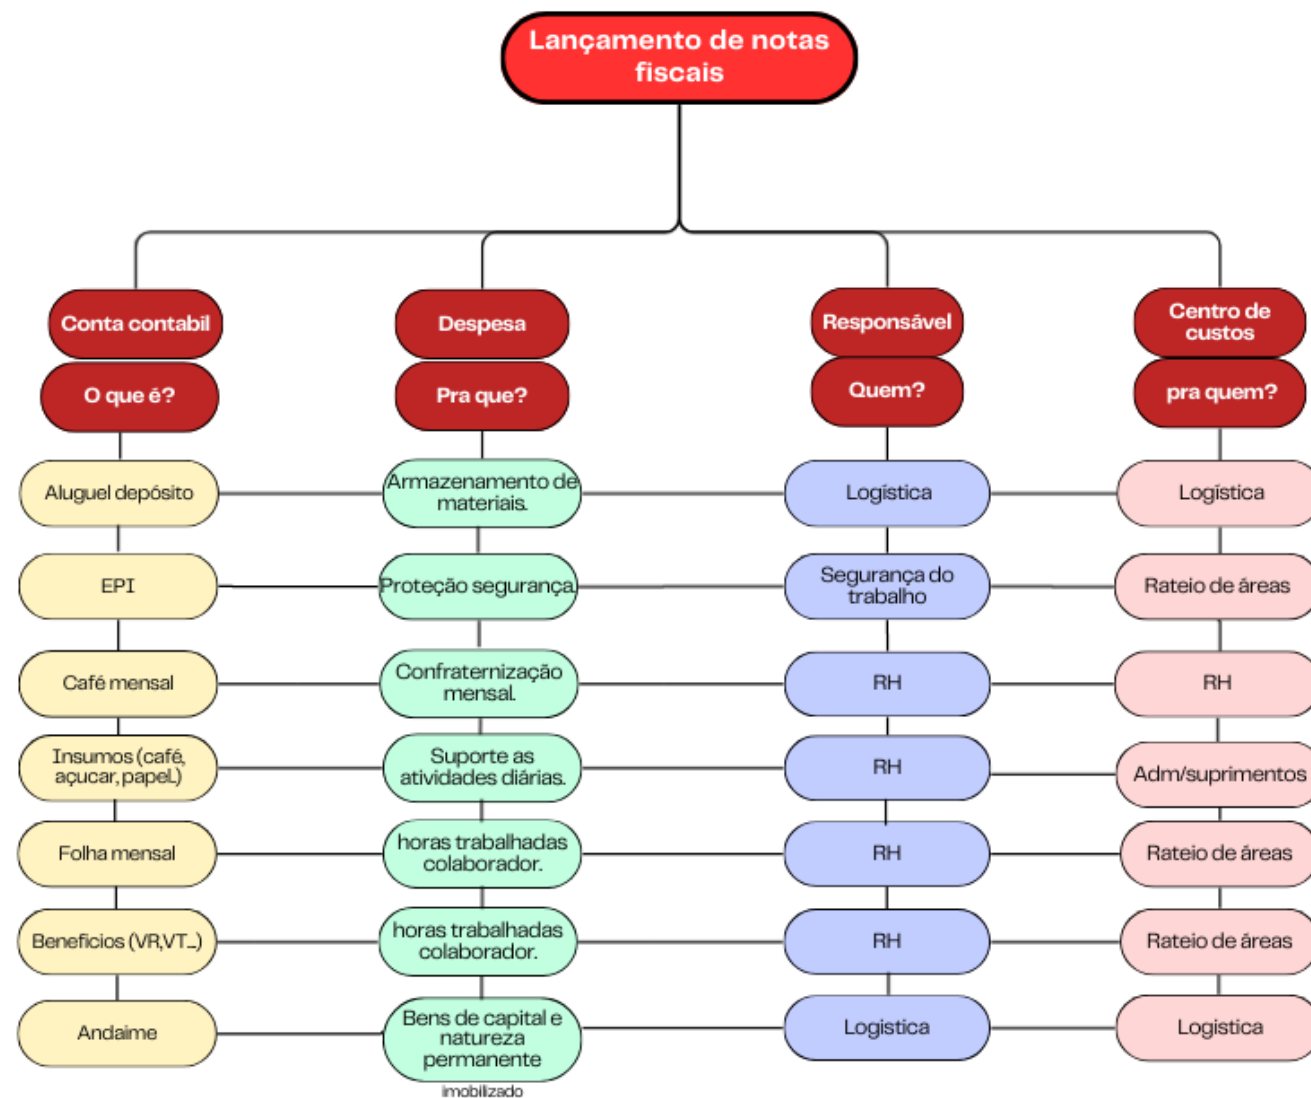 Lançamento de notas
fiscais
Conta contabil
Despesa
Responsável
Centro de
custos
O que é?
Pra que?
Quem?
pra quem?
Aluguel depósito
Armazenamento de
materiais.
Logística
Logística
EPI
Proteção segurança.
Segurança do
trabalho
Rateio de áreas
Café mensal
Confraternização
mensal.
RH
RH
Insumos (café,
açucar, papel..)
Suporte as
atividades diárias.
RH
Adm/suprimentos
Folha mensal
horas trabalhadas
colaborador.
RH
Rateio de áreas
Beneficios (VR,VT...)
horas trabalhadas
colaborador.
RH
Rateio de áreas
Andaime
Bens de capital e
natureza
permanente
imobilizado
Logistica
Logistica